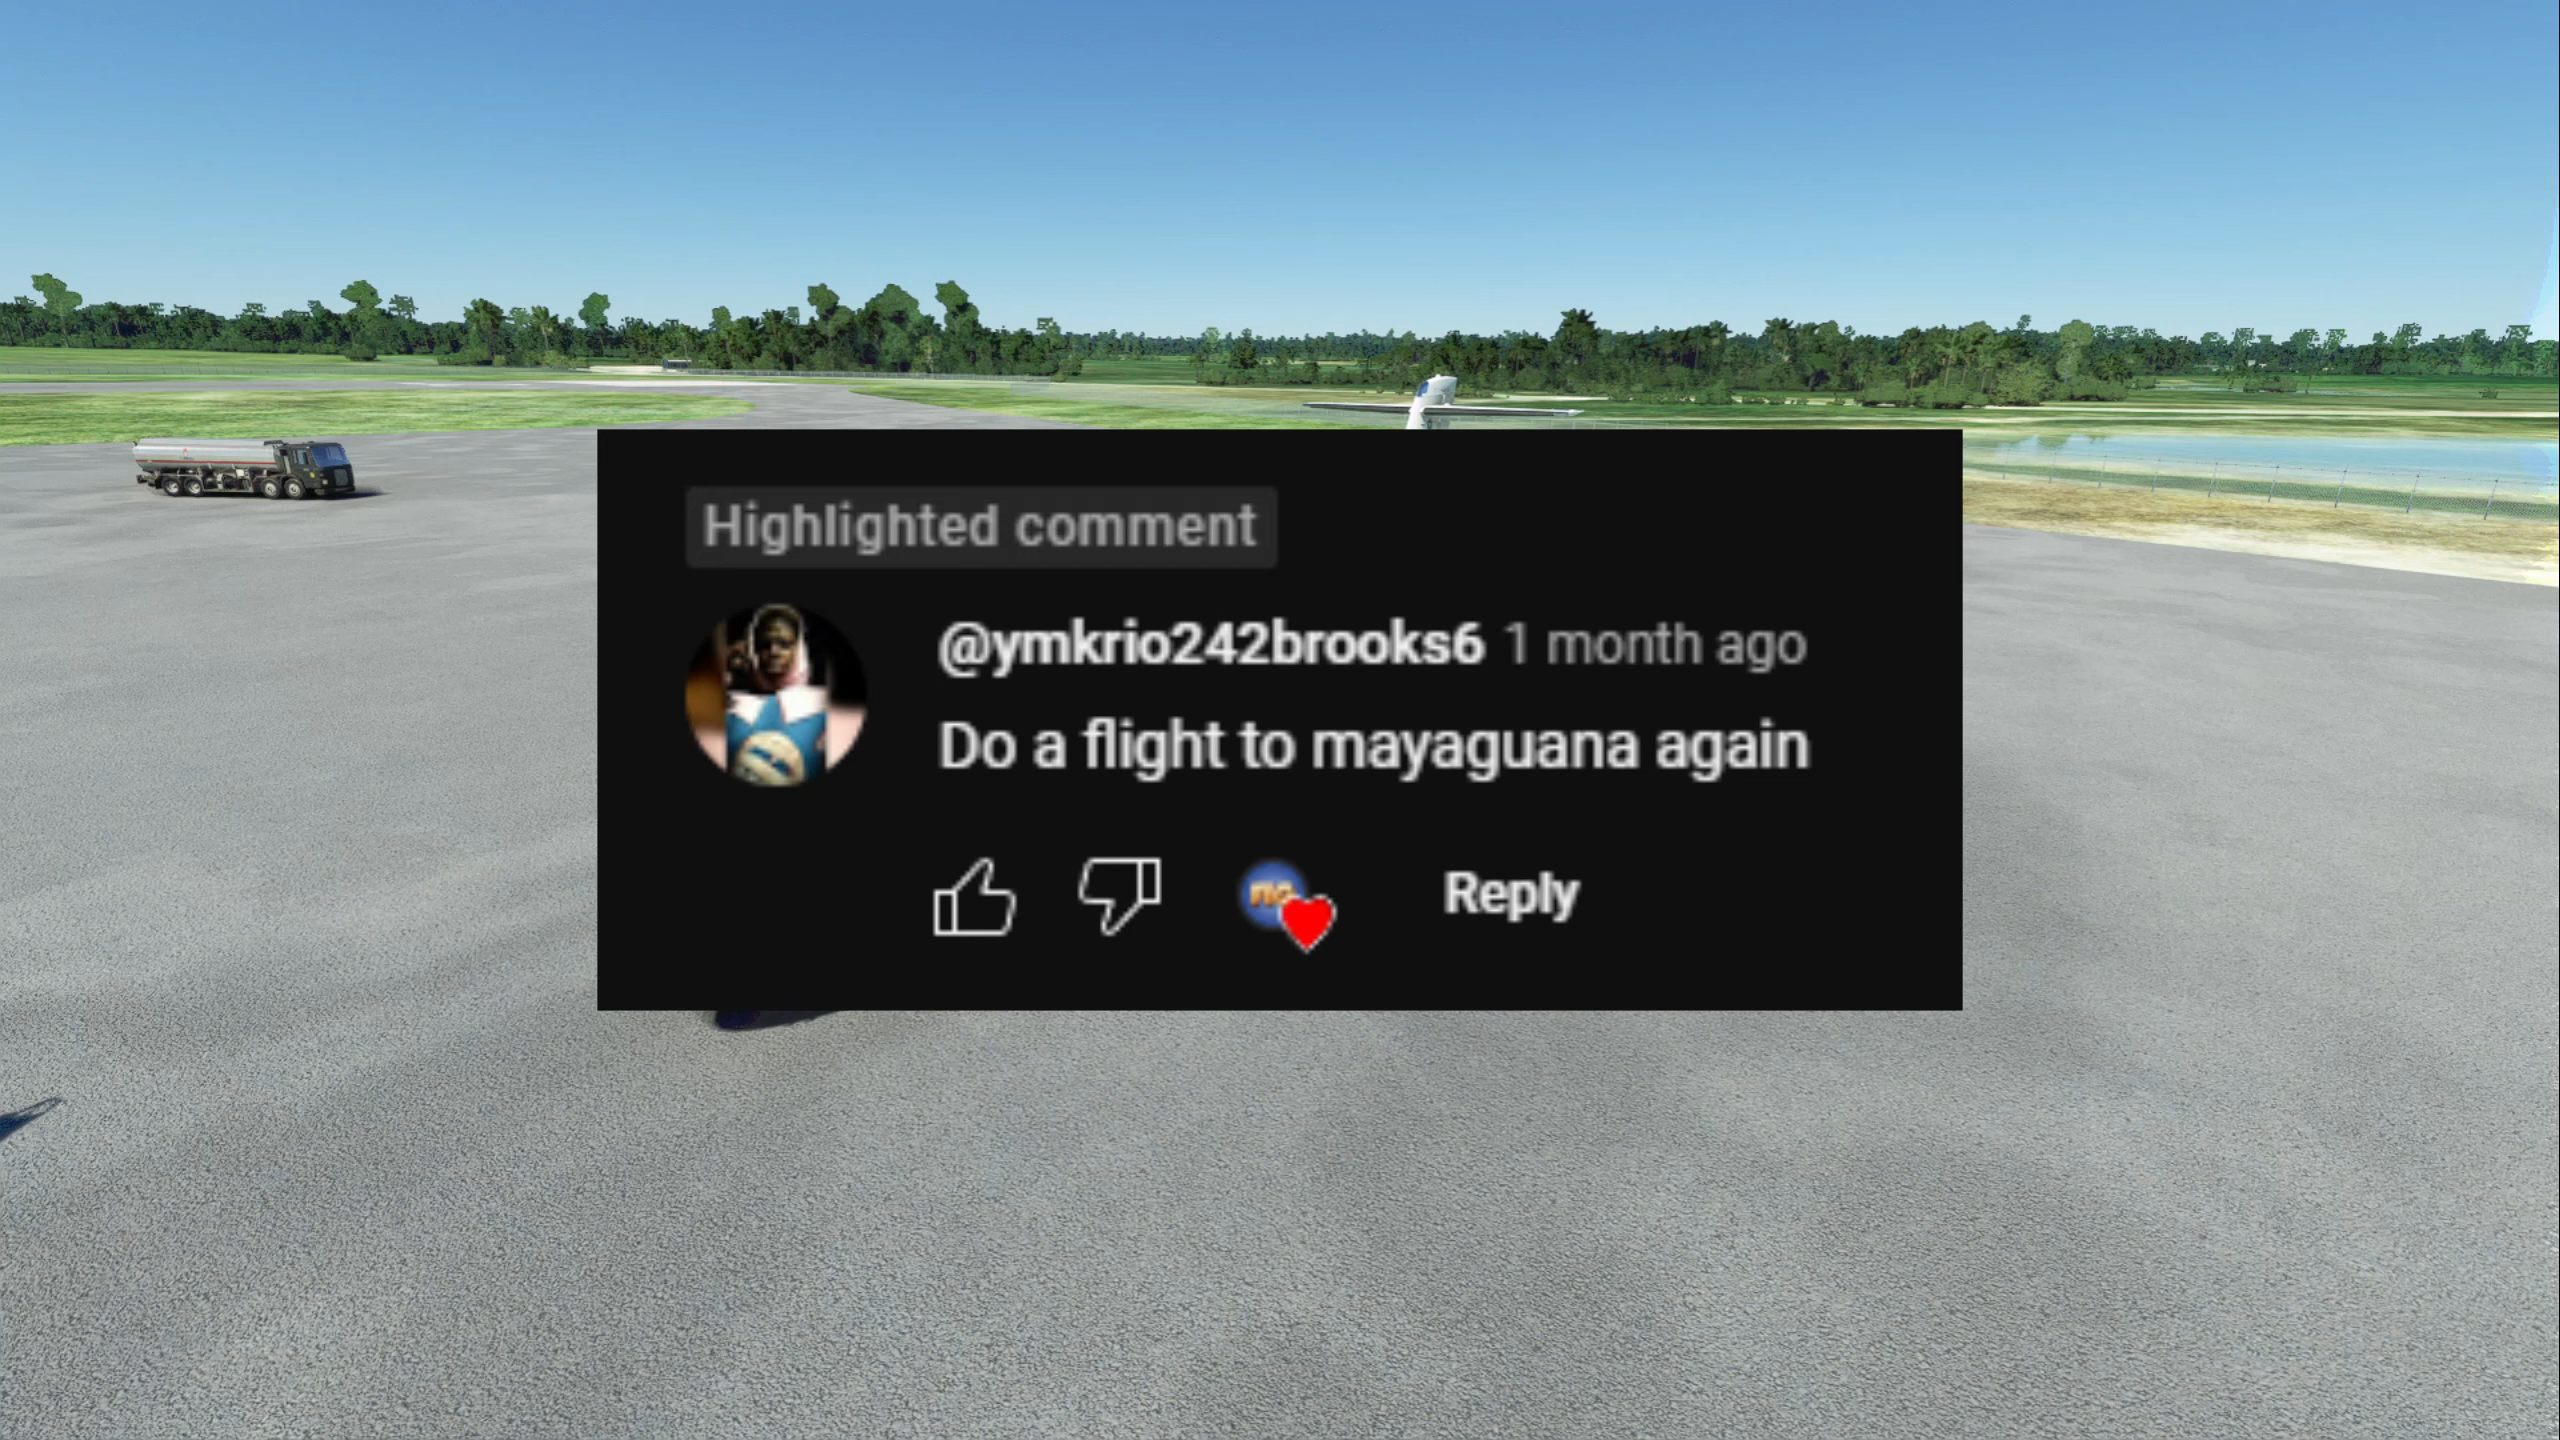 Highlighted comment
@ymkrio242brooks6 1 month ago
Do a flight to mayaguana again
Reply